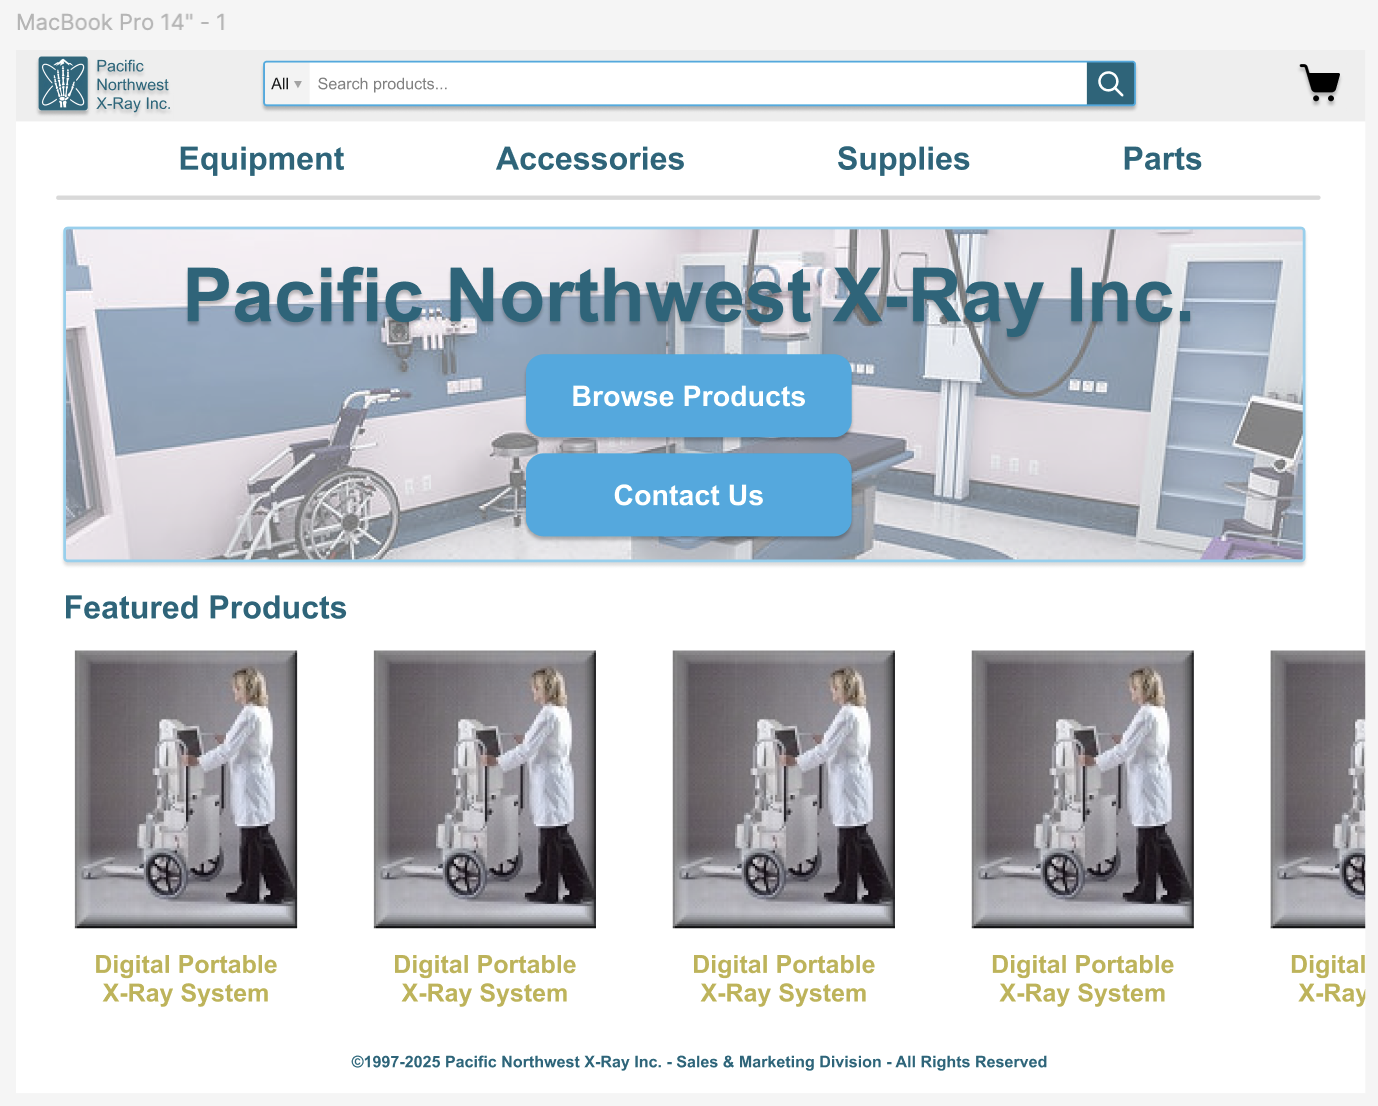 MacBook Pro 14" - 1
Pacific
Northwest
X-Ray Inc.
All
Search products...
Equipment
Accessories
Supplies
Parts
Pacific Northwest X-Ray Inc.
Browse Products
Contact Us
Featured Products
Digital Portable
X-Ray System
Digital Portable
X-Ray System
Digital Portable
X-Ray System
Digital Portable
X-Ray System
Digital
X-Ray
©1997-2025 Pacific Northwest X-Ray Inc. - Sales & Marketing Division - All Rights Reserved